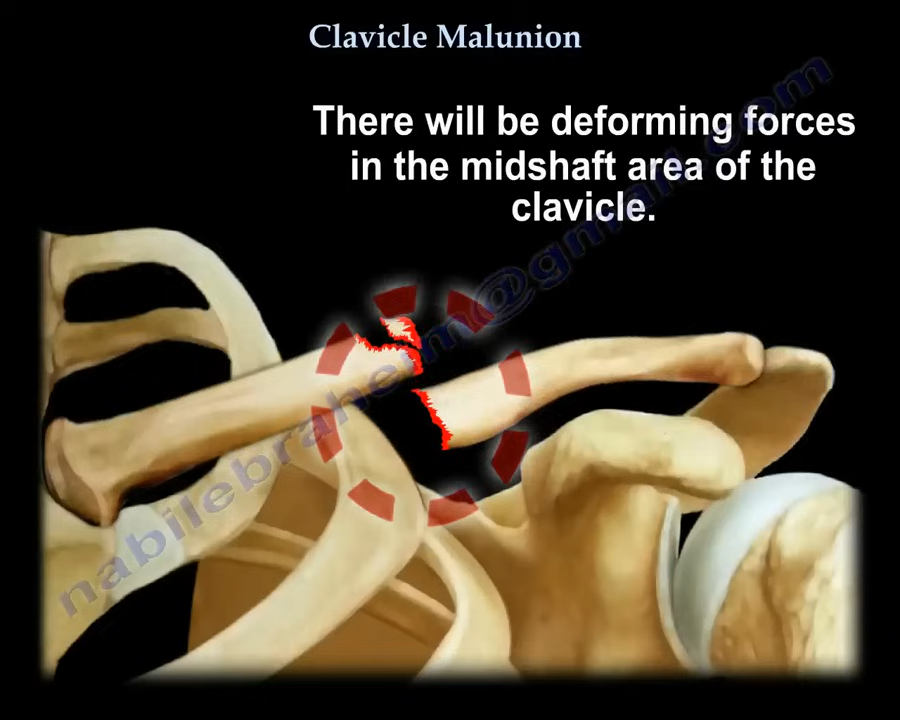 Clavicle Malunion
There will be deforming forces
in the midshaft area of the
clavicle.
nabilebraheim@gmail.com